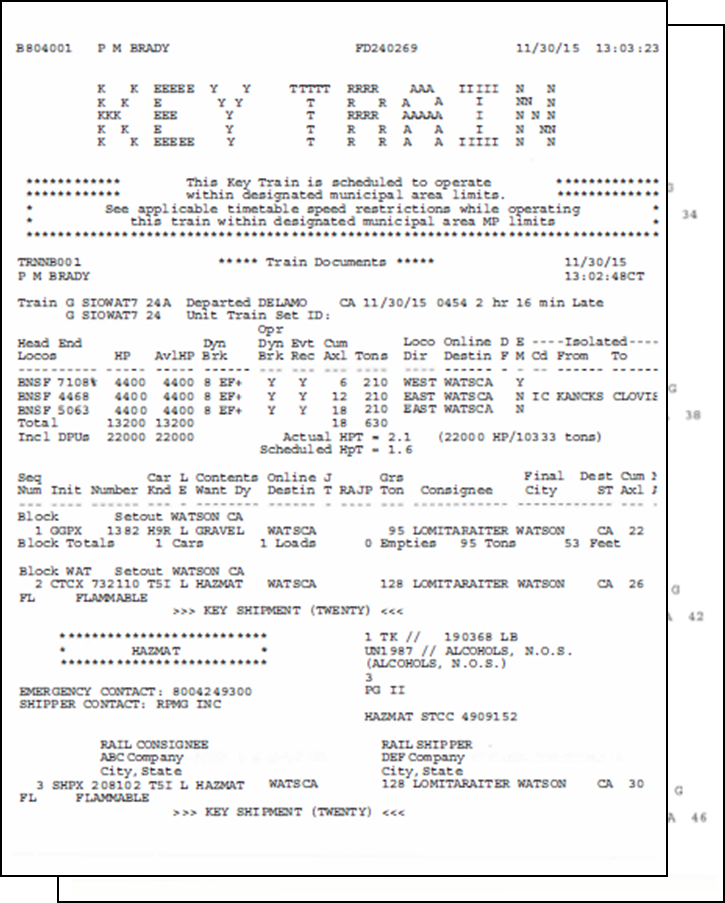 B804001 P M BRADY FD240269 11/30/15 13:03:23
K K EEEEE Y Y TTTTT RRRR AAA IIIII N N
K K E Y Y T R R A A I NN N
KKK EEE Y T RRRR AAAAA I N N N
K K E Y T R R A A I N NN
K K EEEEE Y T R R A A IIIII N N
************ This Key Train is scheduled to operate *************
************ within designated municipal area limits. *************
* See applicable timetable speed restrictions while operating *
* this train within designated municipal area MP limits *
********************************************************************************
TRNNB001 ***** Train Documents ***** 11/30/15
P M BRADY 13:02:48CT
Train G SIOWAT7 24A Departed DELAMO CA 11/30/15 0454 2 hr 16 min Late
G SIOWAT7 24 Unit Train Set ID:
Opr
Head End Dyn Dyn Evt Cum Loco Online D E ----Isolated----
Locos HP AvlHP Brk Brk Rec Axl Tons Dir Destin F M Cd From To
BNSF 7108% 4400 4400 8 EF+ Y Y 6 210 WEST WATSCA Y
BNSF 4468 4400 4400 8 EF+ Y Y 12 210 EAST WATSCA N IC KANCKS CLOVIS
BNSF 5063 4400 4400 8 EF+ Y Y 18 210 EAST WATSCA N
Total 13200 13200 18 630
Incl DPUs 22000 22000 Actual HPT = 2.1 (22000 HP/10333 tons)
Scheduled HpT = 1.6
Seq Car L Contents Online J Grs Final Dest Cum
Num Init Number Knd E Want Dy Destin T RAJP Ton Consignee City ST Axl
Block Setout WATSON CA
1 GGPX 1382 H9R L GRAVEL WATSCA 95 LOMITARAITER WATSON CA 22
Block Totals 1 Cars 1 Loads 0 Empties 95 Tons 53 Feet
Block WAT Setout WATSON CA
2 CTCX 732110 T5I L HAZMAT WATSCA 128 LOMITARAITER WATSON CA 26
FL FLAMMABLE
>>> KEY SHIPMENT (TWENTY) <<<
************************** 1 TK // 190368 LB
* HAZMAT * UN1987 // ALCOHOLS, N.O.S.
************************** (ALCOHOLS, N.O.S.)
3
EMERGENCY CONTACT: 8004249300 PG II
SHIPPER CONTACT: RPMG INC
HAZMAT STCC 4909152
RAIL CONSIGNEE RAIL SHIPPER
ABC Company DEF Company
City, State City, State
3 SHPX 208102 T5I L HAZMAT WATSCA 128 LOMITARAITER WATSON CA 30
FL FLAMMABLE
>>> KEY SHIPMENT (TWENTY) <<<
G
34
G
38
G
A 42
G
A 46